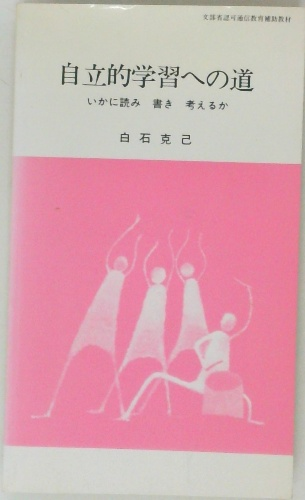 文部省認可通信教育補助教材
自立的学習への道
いかに読み 書き 考えるか
白石克己